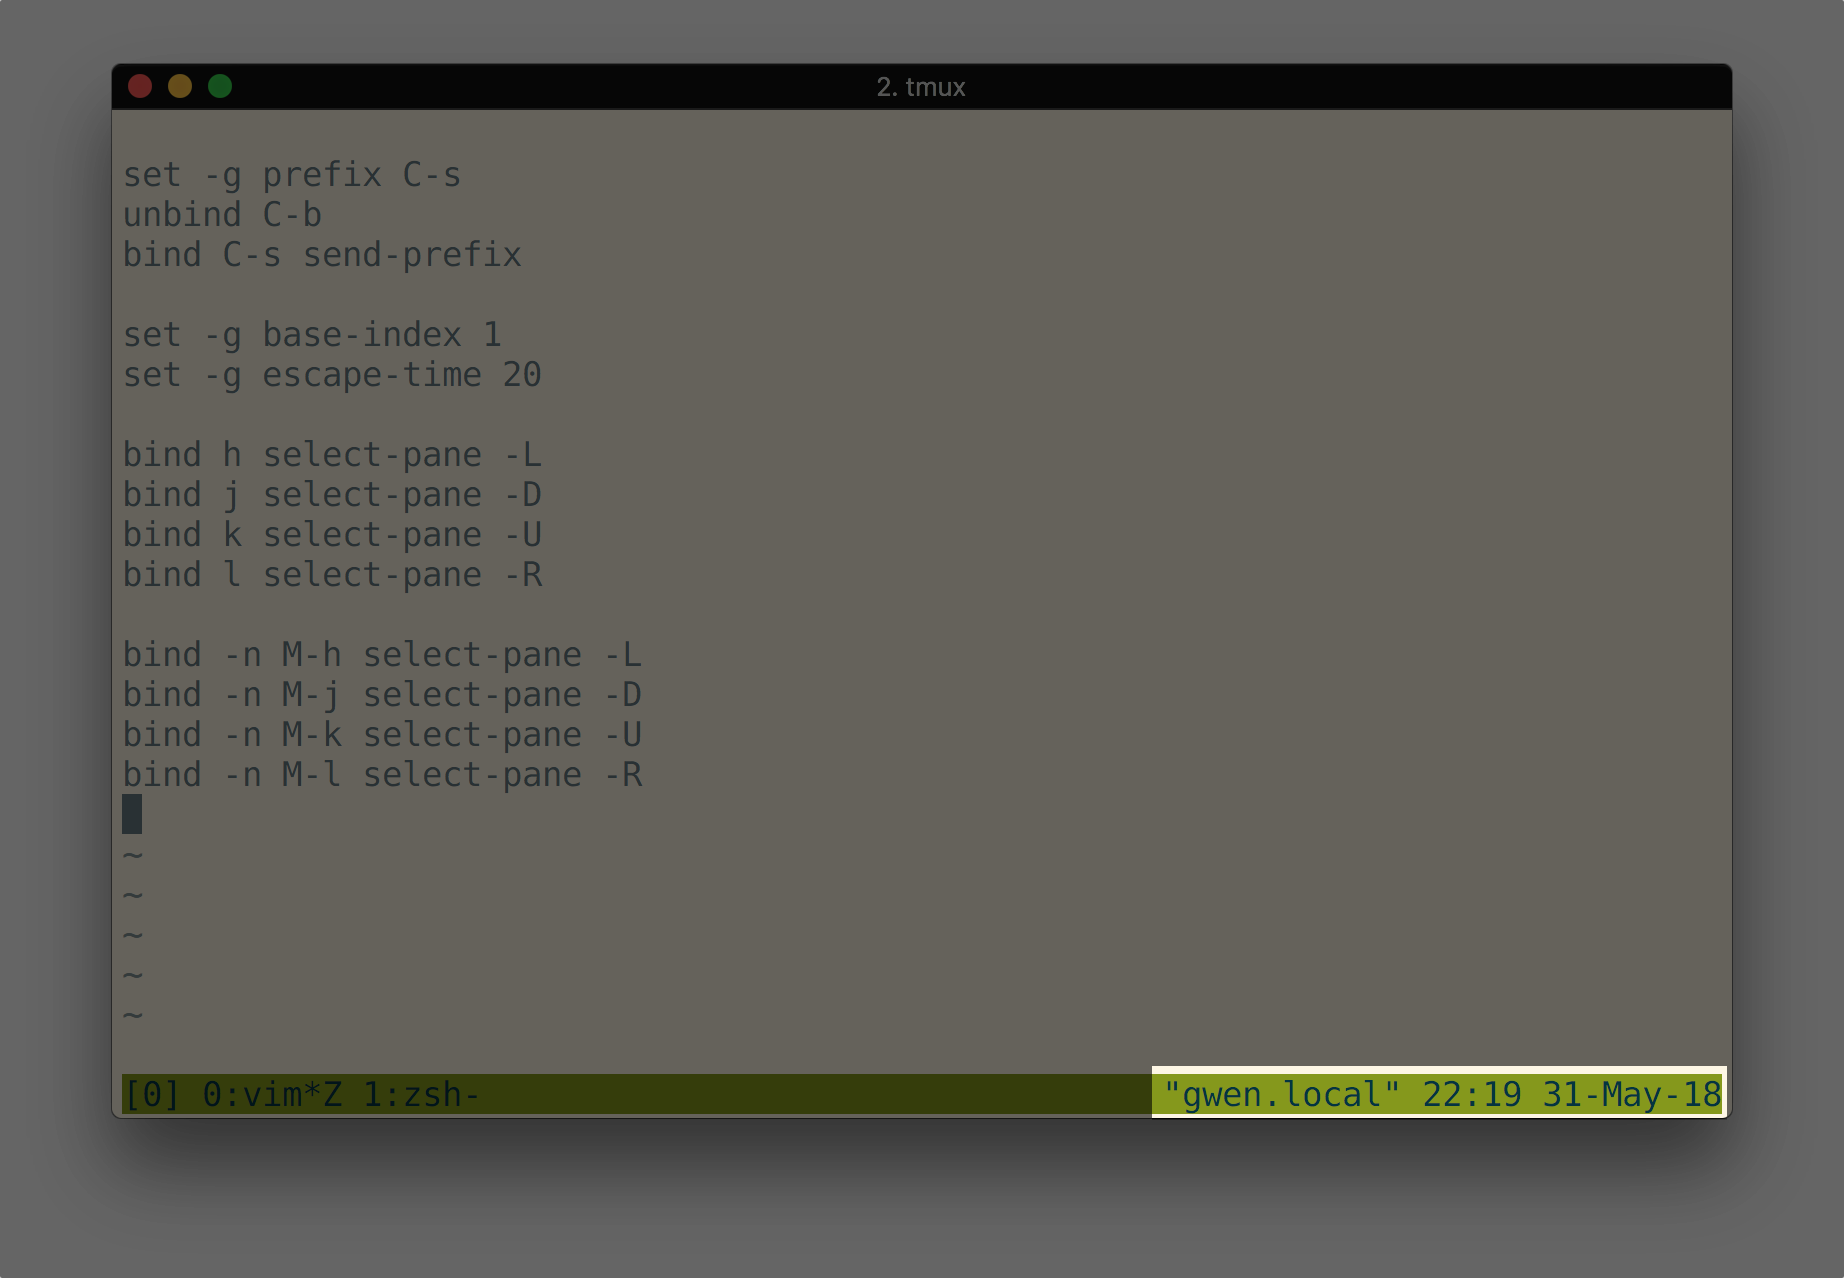 2. tmux
set -g prefix C-s
unbind C-b
bind C-s send-prefix
set -g base-index 1
set -g escape-time 20
bind h select-pane -L
bind j select-pane -D
bind k select-pane -U
bind l select-pane -R
bind -n M-h select-pane -L
bind -n M-j select-pane -D
bind -n M-k select-pane -U
bind -n M-l select-pane -R
~
~
~
~
~
[0] 0:vim*Z 1:zsh- "gwen.local" 22:19 31-May-18